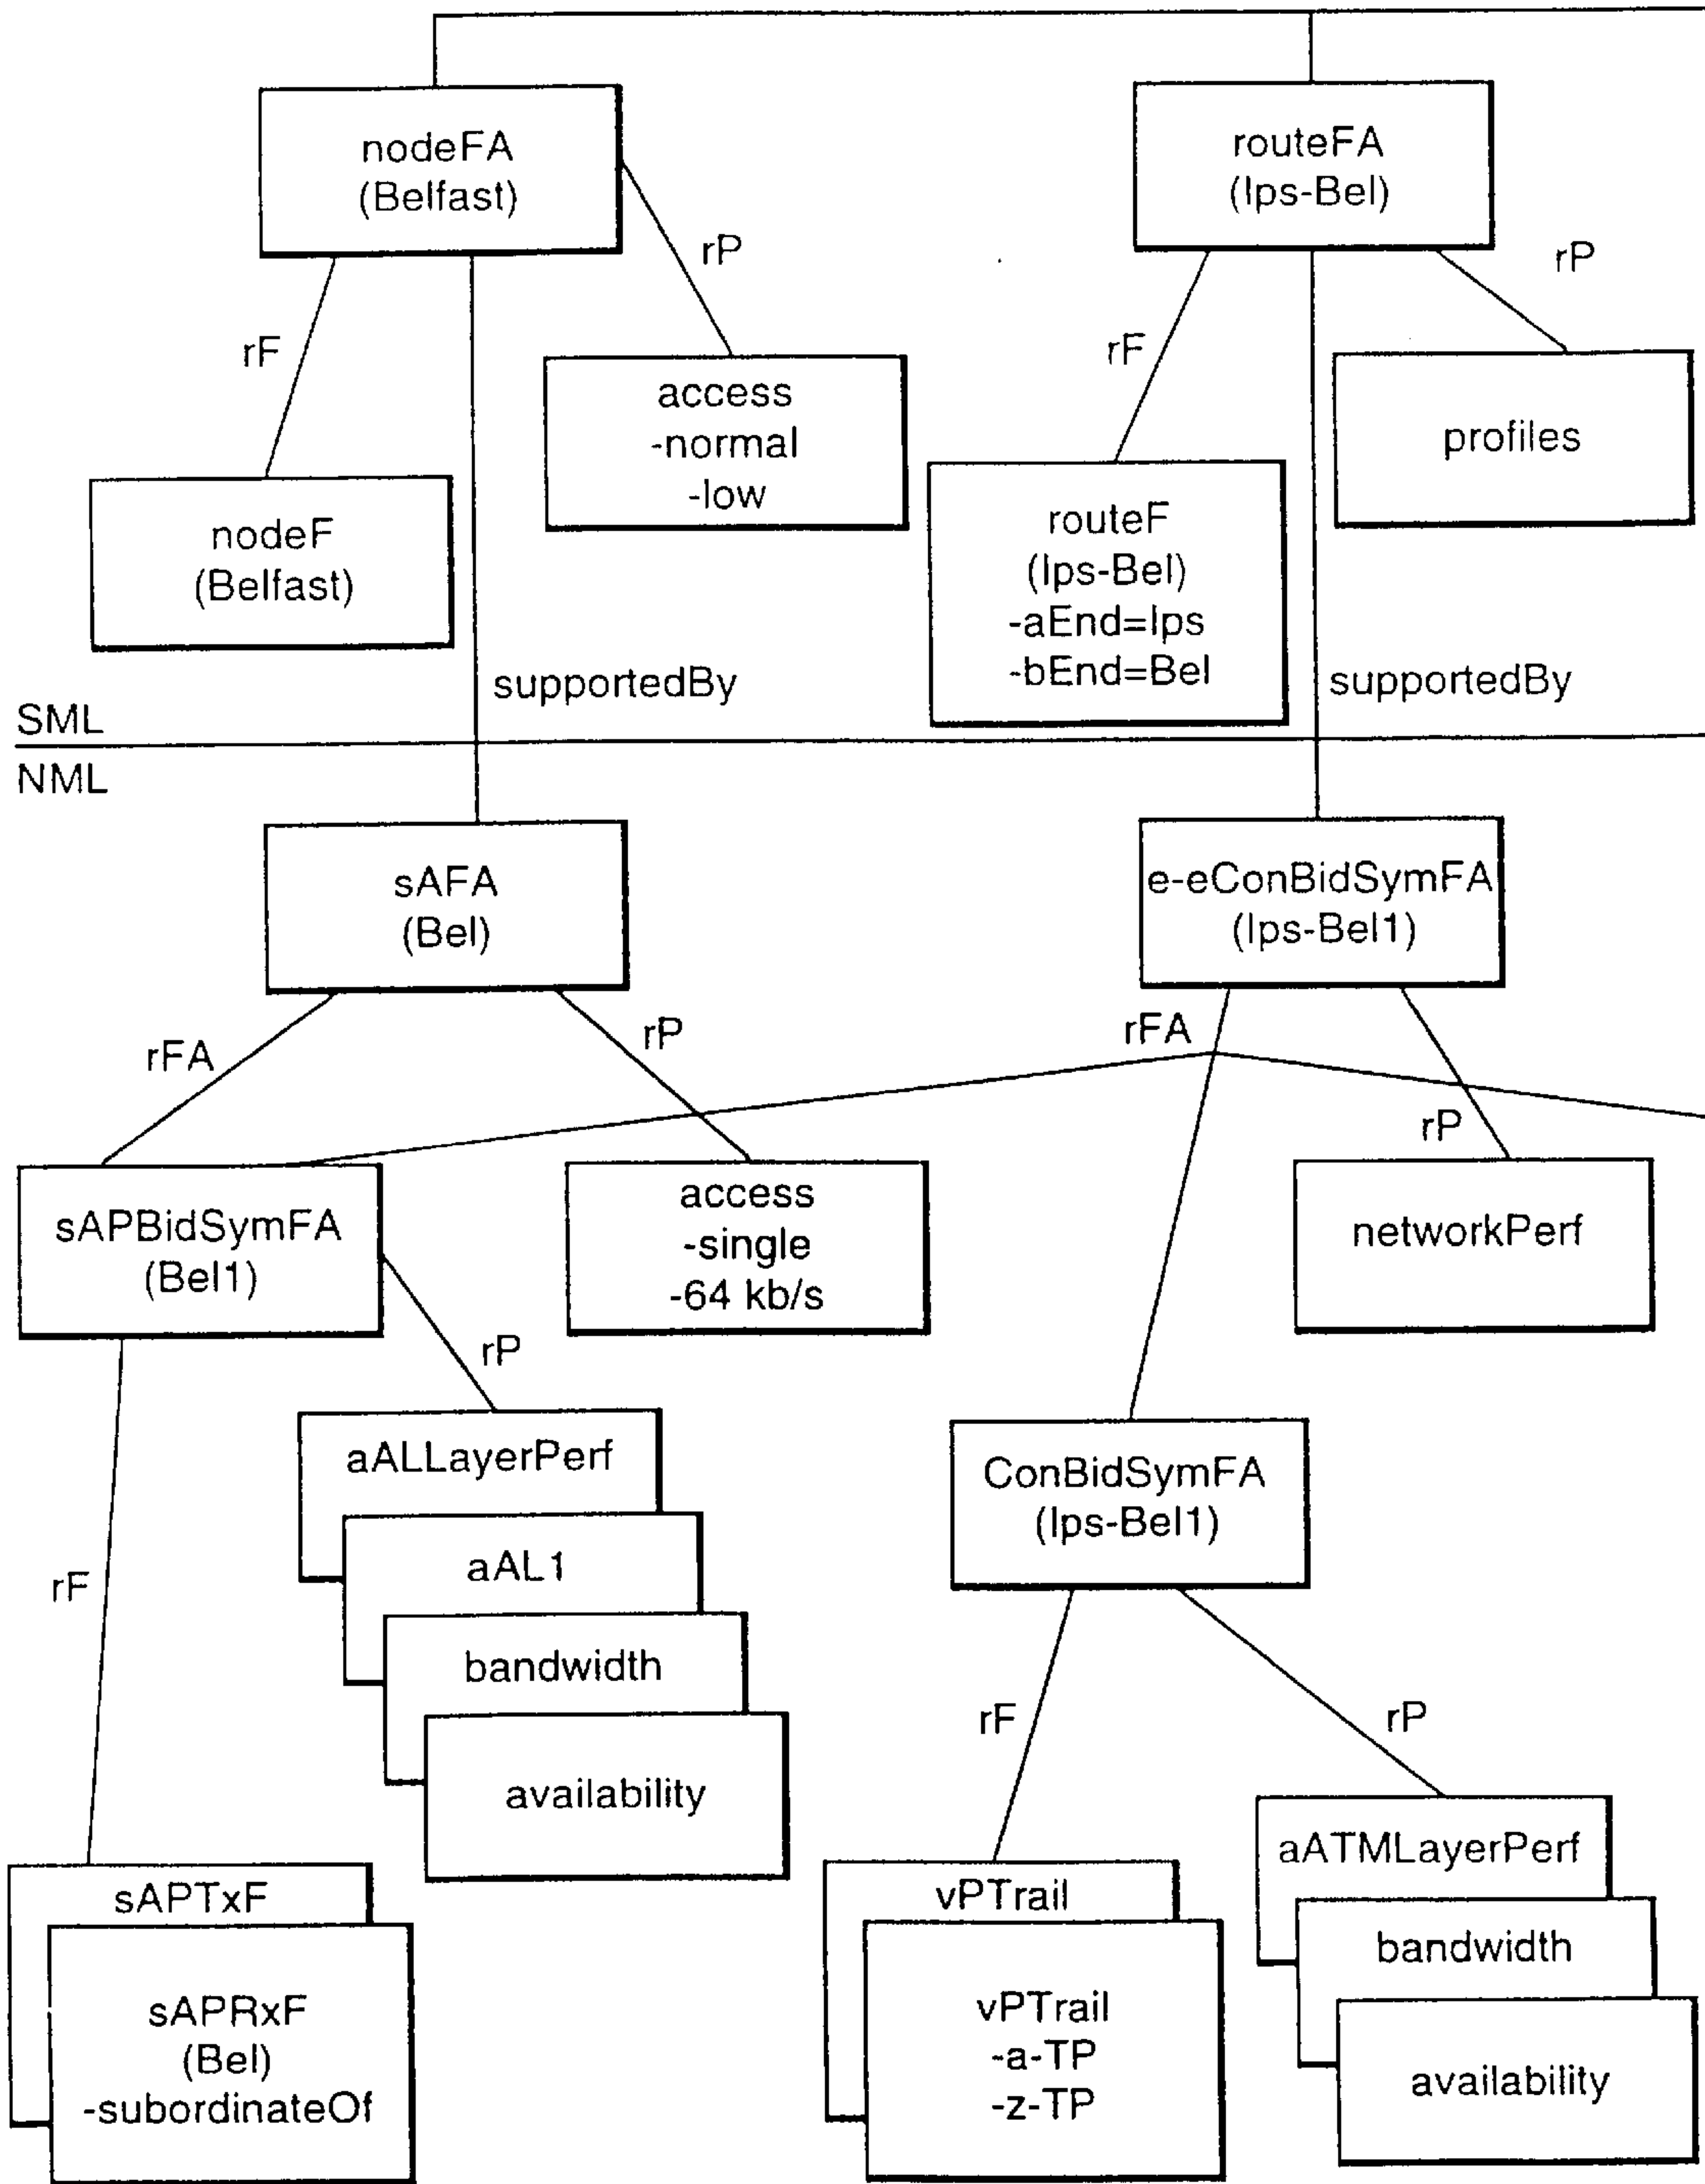 nodeFA
(Belfast)
routeFA
(Ips-Bel)
rP
rP
rF
rF
access
-normal
-low
profiles
nodeF
(Belfast)
routeF
(Ips-Bel)
-aEnd=Ips
-bEnd=Bel
supportedBy
supportedBy
SML
NML
sAFA
(Bel)
e-eConBidSymFA
(Ips-Bel1)
rFA
rP
rFA
rP
sAPBidSymFA
(Bel1)
access
-single
-64 kb/s
networkPerf
rP
aALLayerPerf
aAL1
bandwidth
availability
rF
ConBidSymFA
(Ips-Bel1)
rF
rP
sAPTxF
sAPRxF
(Bel)
-subordinateOf
vPTrail
vPTrail
-a-TP
-z-TP
aATMLayerPerf
bandwidth
availability